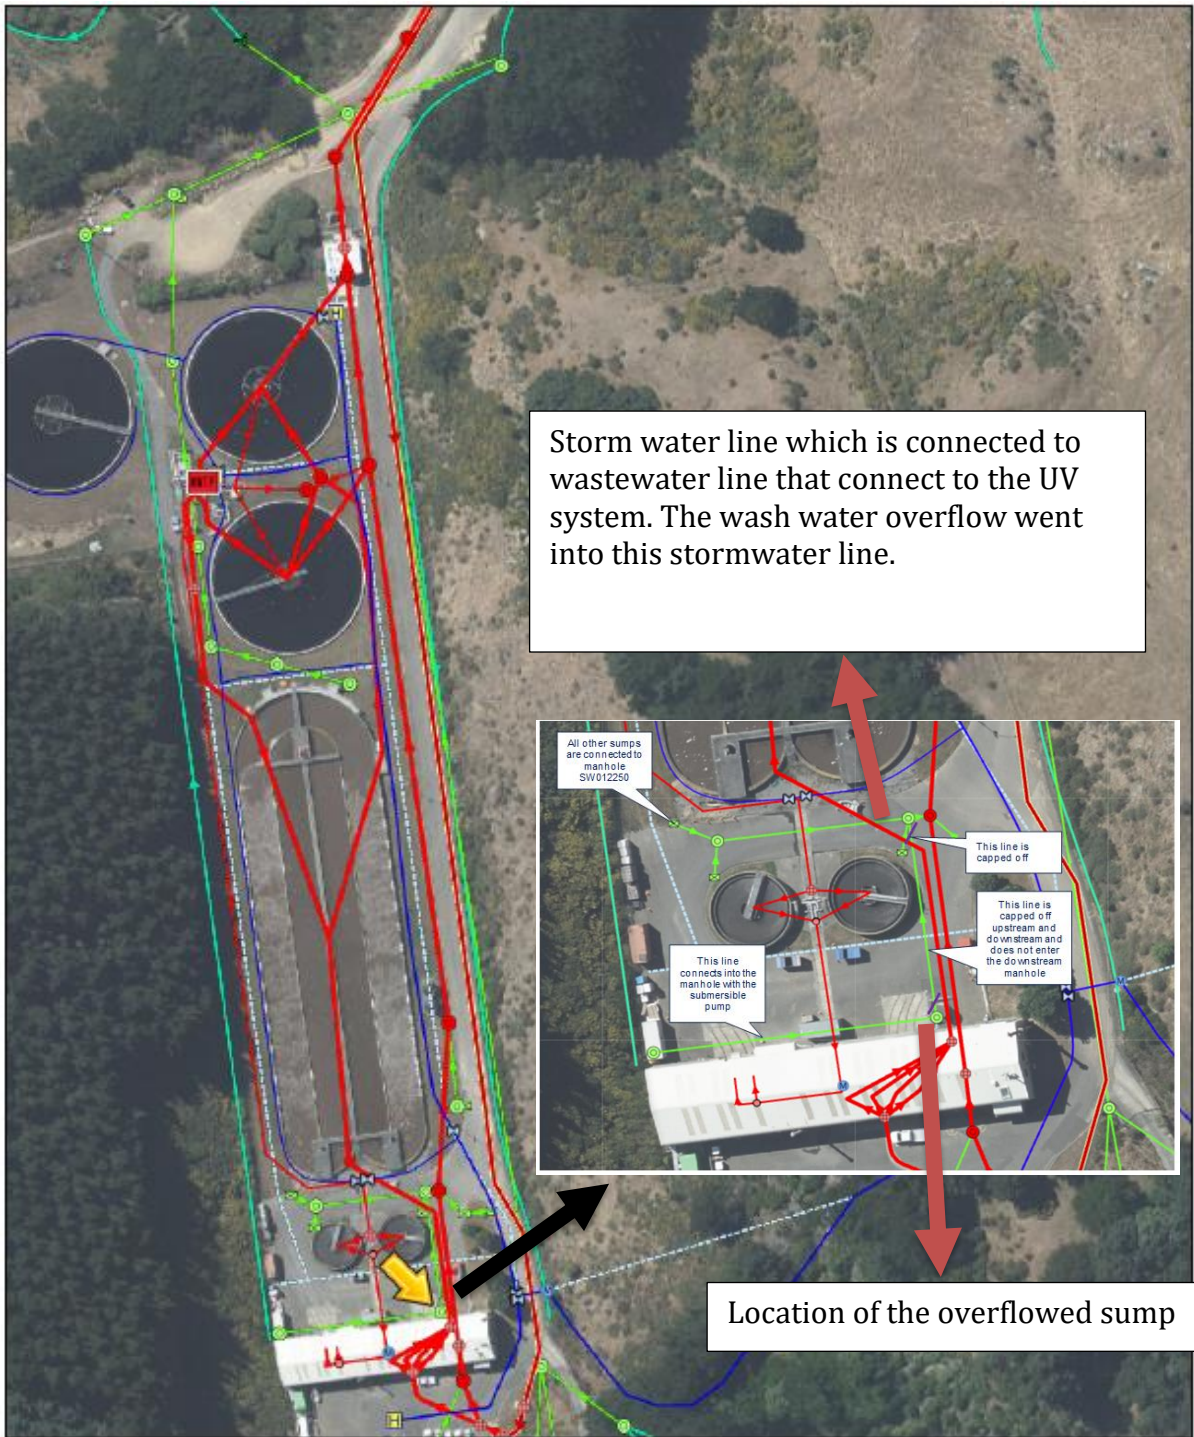 Storm water line which is connected to
wastewater line that connect to the UV
system. The wash water overflow went
into this stormwater line.
All other sumps
are connected to
manhole
SW012250
This line is
capped off
This line is
capped off
upstream and
downstream and
does not enter
the downstream
manhole
This line
connects into the
manhole with the
submersible
pump
Location of the overflowed sump
H
H